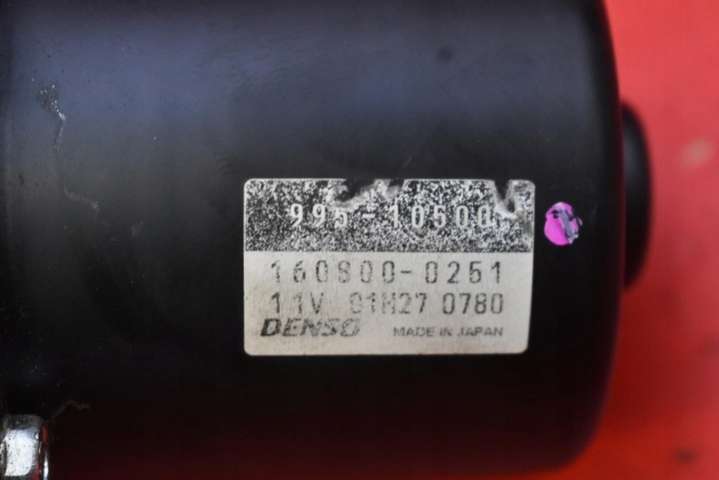 995-10500
160800-0251
11V 01H27 0780
DENSO MADE IN JAPAN